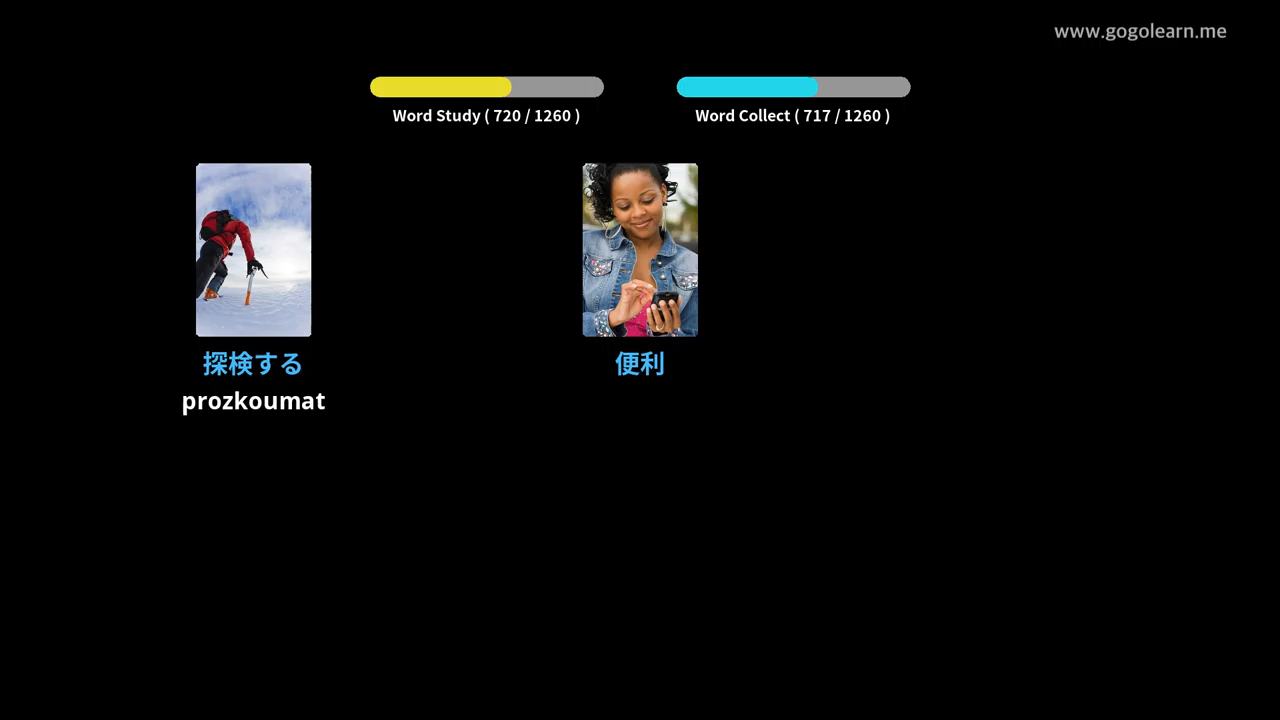 www.gogolearn.me
Word Study ( 720 / 1260 )
Word Collect ( 717 / 1260 )
探検する
便利
prozkoumat